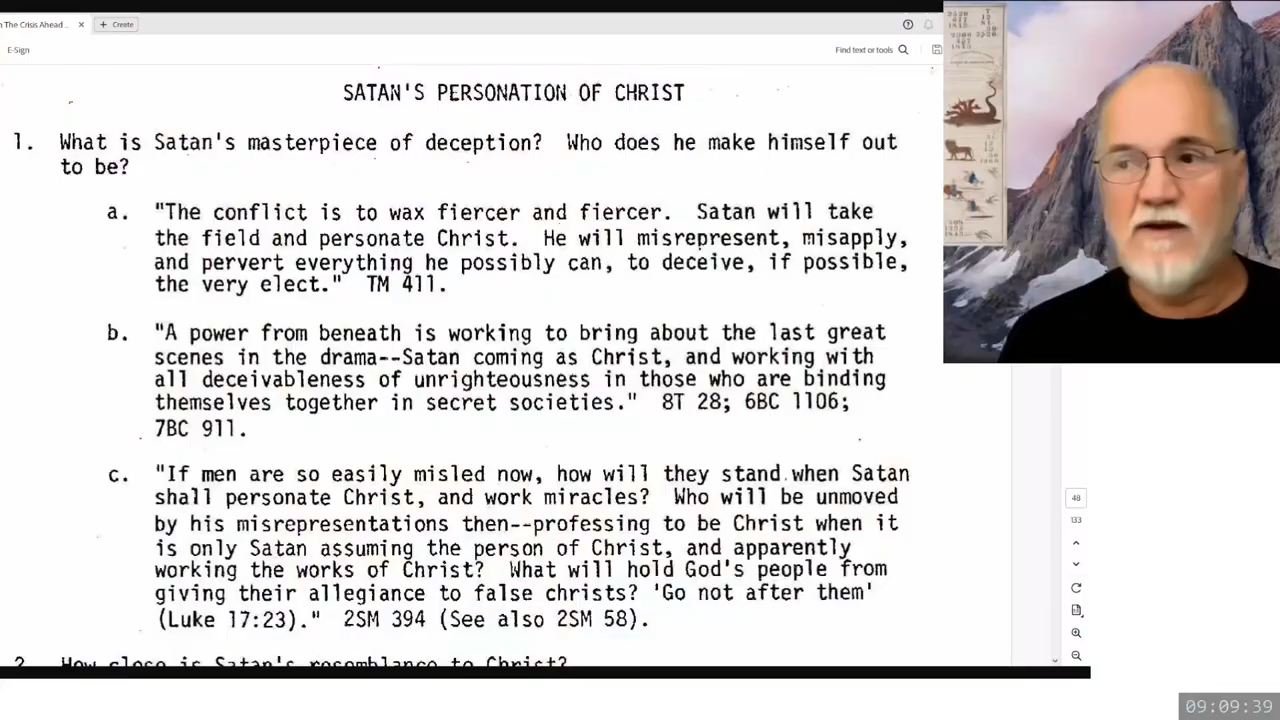 n The Crisis Ahead ...
Create
E-Sign
Find text or tools
SATAN'S PERSONATION OF CHRIST
1. What is Satan's masterpiece of deception? Who does he make himself out
to be?
a. "The conflict is to wax fiercer and fiercer. Satan will take
the field and personate Christ. He will misrepresent, misapply,
and pervert everything he possibly can, to deceive, if possible,
the very elect." TM 411.
b. "A power from beneath is working to bring about the last great
scenes in the drama--Satan coming as Christ, and working with
all deceivableness of unrighteousness in those who are binding
themselves together in secret societies." 8T 28; 6BC 1106;
7BC 911.
c. "If men are so easily misled now, how will they stand when Satan
shall personate Christ, and work miracles? Who will be unmoved
by his misrepresentations then--professing to be Christ when it
is only Satan assuming the person of Christ, and apparently
working the works of Christ? What will hold God's people from
giving their allegiance to false christs? 'Go not after them'
(Luke 17:23)." 2SM 394 (See also 2SM 58).
2. How close is Satan's resemblance to Christ?
48
133
09:09:39